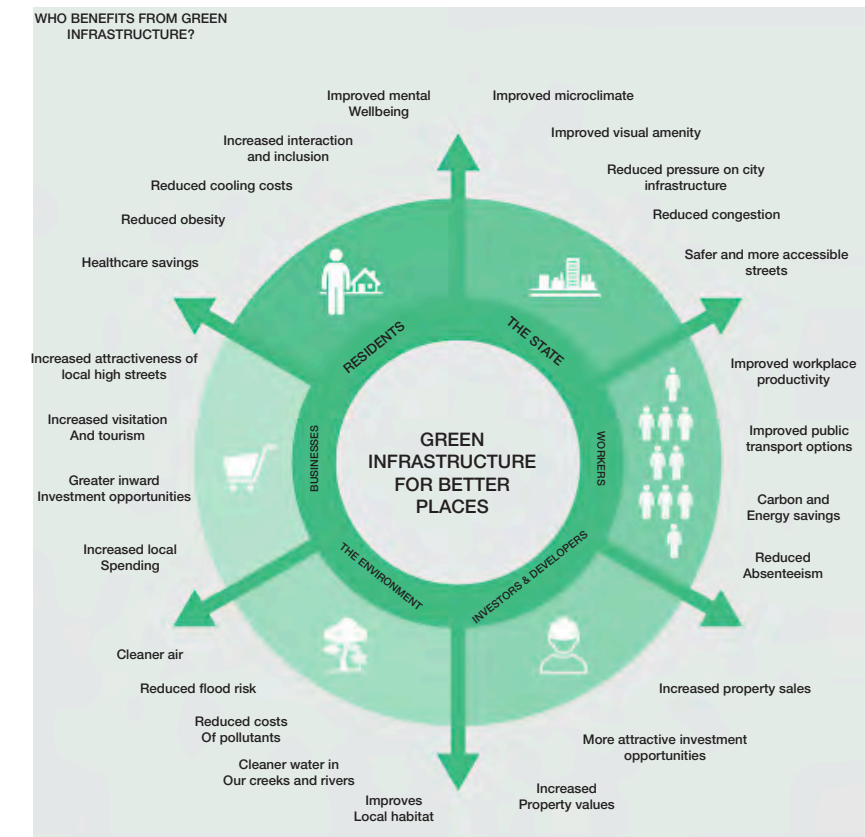 WHO BENEFITS FROM GREEN
INFRASTRUCTURE?
Improved mental
Wellbeing
Increased interaction
and inclusion
Reduced cooling costs
Reduced obesity
Healthcare savings
Improved microclimate
Improved visual amenity
Reduced pressure on city
infrastructure
Reduced congestion
Safer and more accessible
streets
Improved workplace
productivity
Improved public
transport options
Carbon and
Energy savings
Reduced
Absenteeism
Increased property sales
More attractive investment
opportunities
Increased
Property values
Improves
Local habitat
Cleaner water in
Our creeks and rivers
Reduced costs
Of pollutants
Reduced flood risk
Cleaner air
Increased local
Spending
Greater inward
Investment opportunities
Increased visitation
And tourism
Increased attractiveness of
local high streets
RESIDENTS
THE STATE
WORKERS
INVESTORS & DEVELOPERS
THE ENVIRONMENT
BUSINESSES
GREEN
INFRASTRUCTURE
FOR BETTER
PLACES